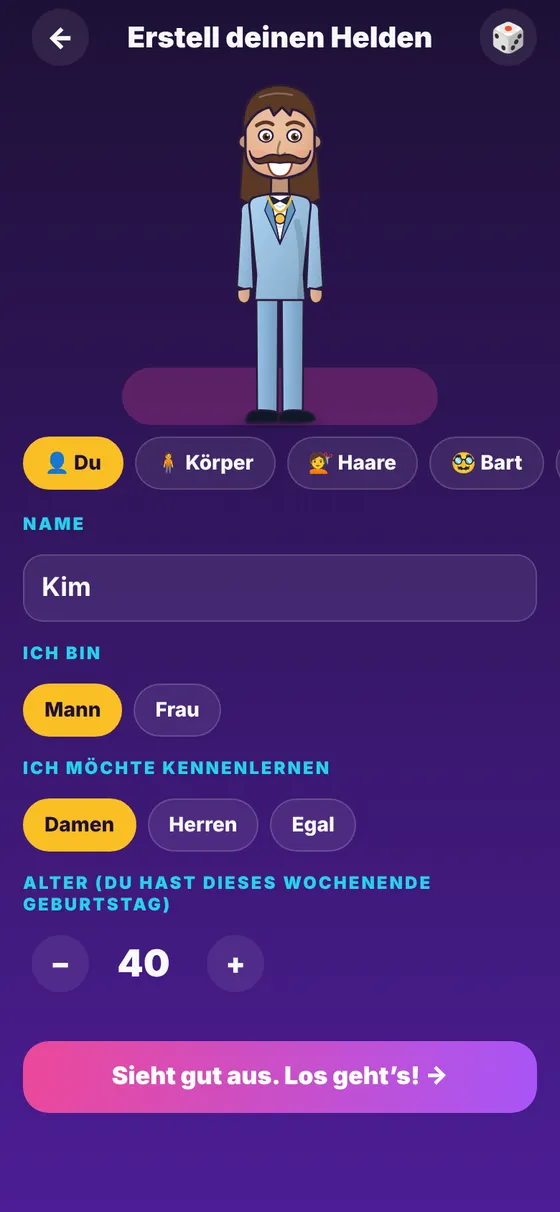 ← Erstell deinen Helden
👤 Du 🧍 Körper 💇 Haare 🥸 Bart
NAME
Kim
ICH BIN
Mann Frau
ICH MÖCHTE KENNENLERNEN
Damen Herren Egal
ALTER (DU HAST DIESES WOCHENENDE
GEBURTSTAG)
− 40 +
Sieht gut aus. Los geht’s! →